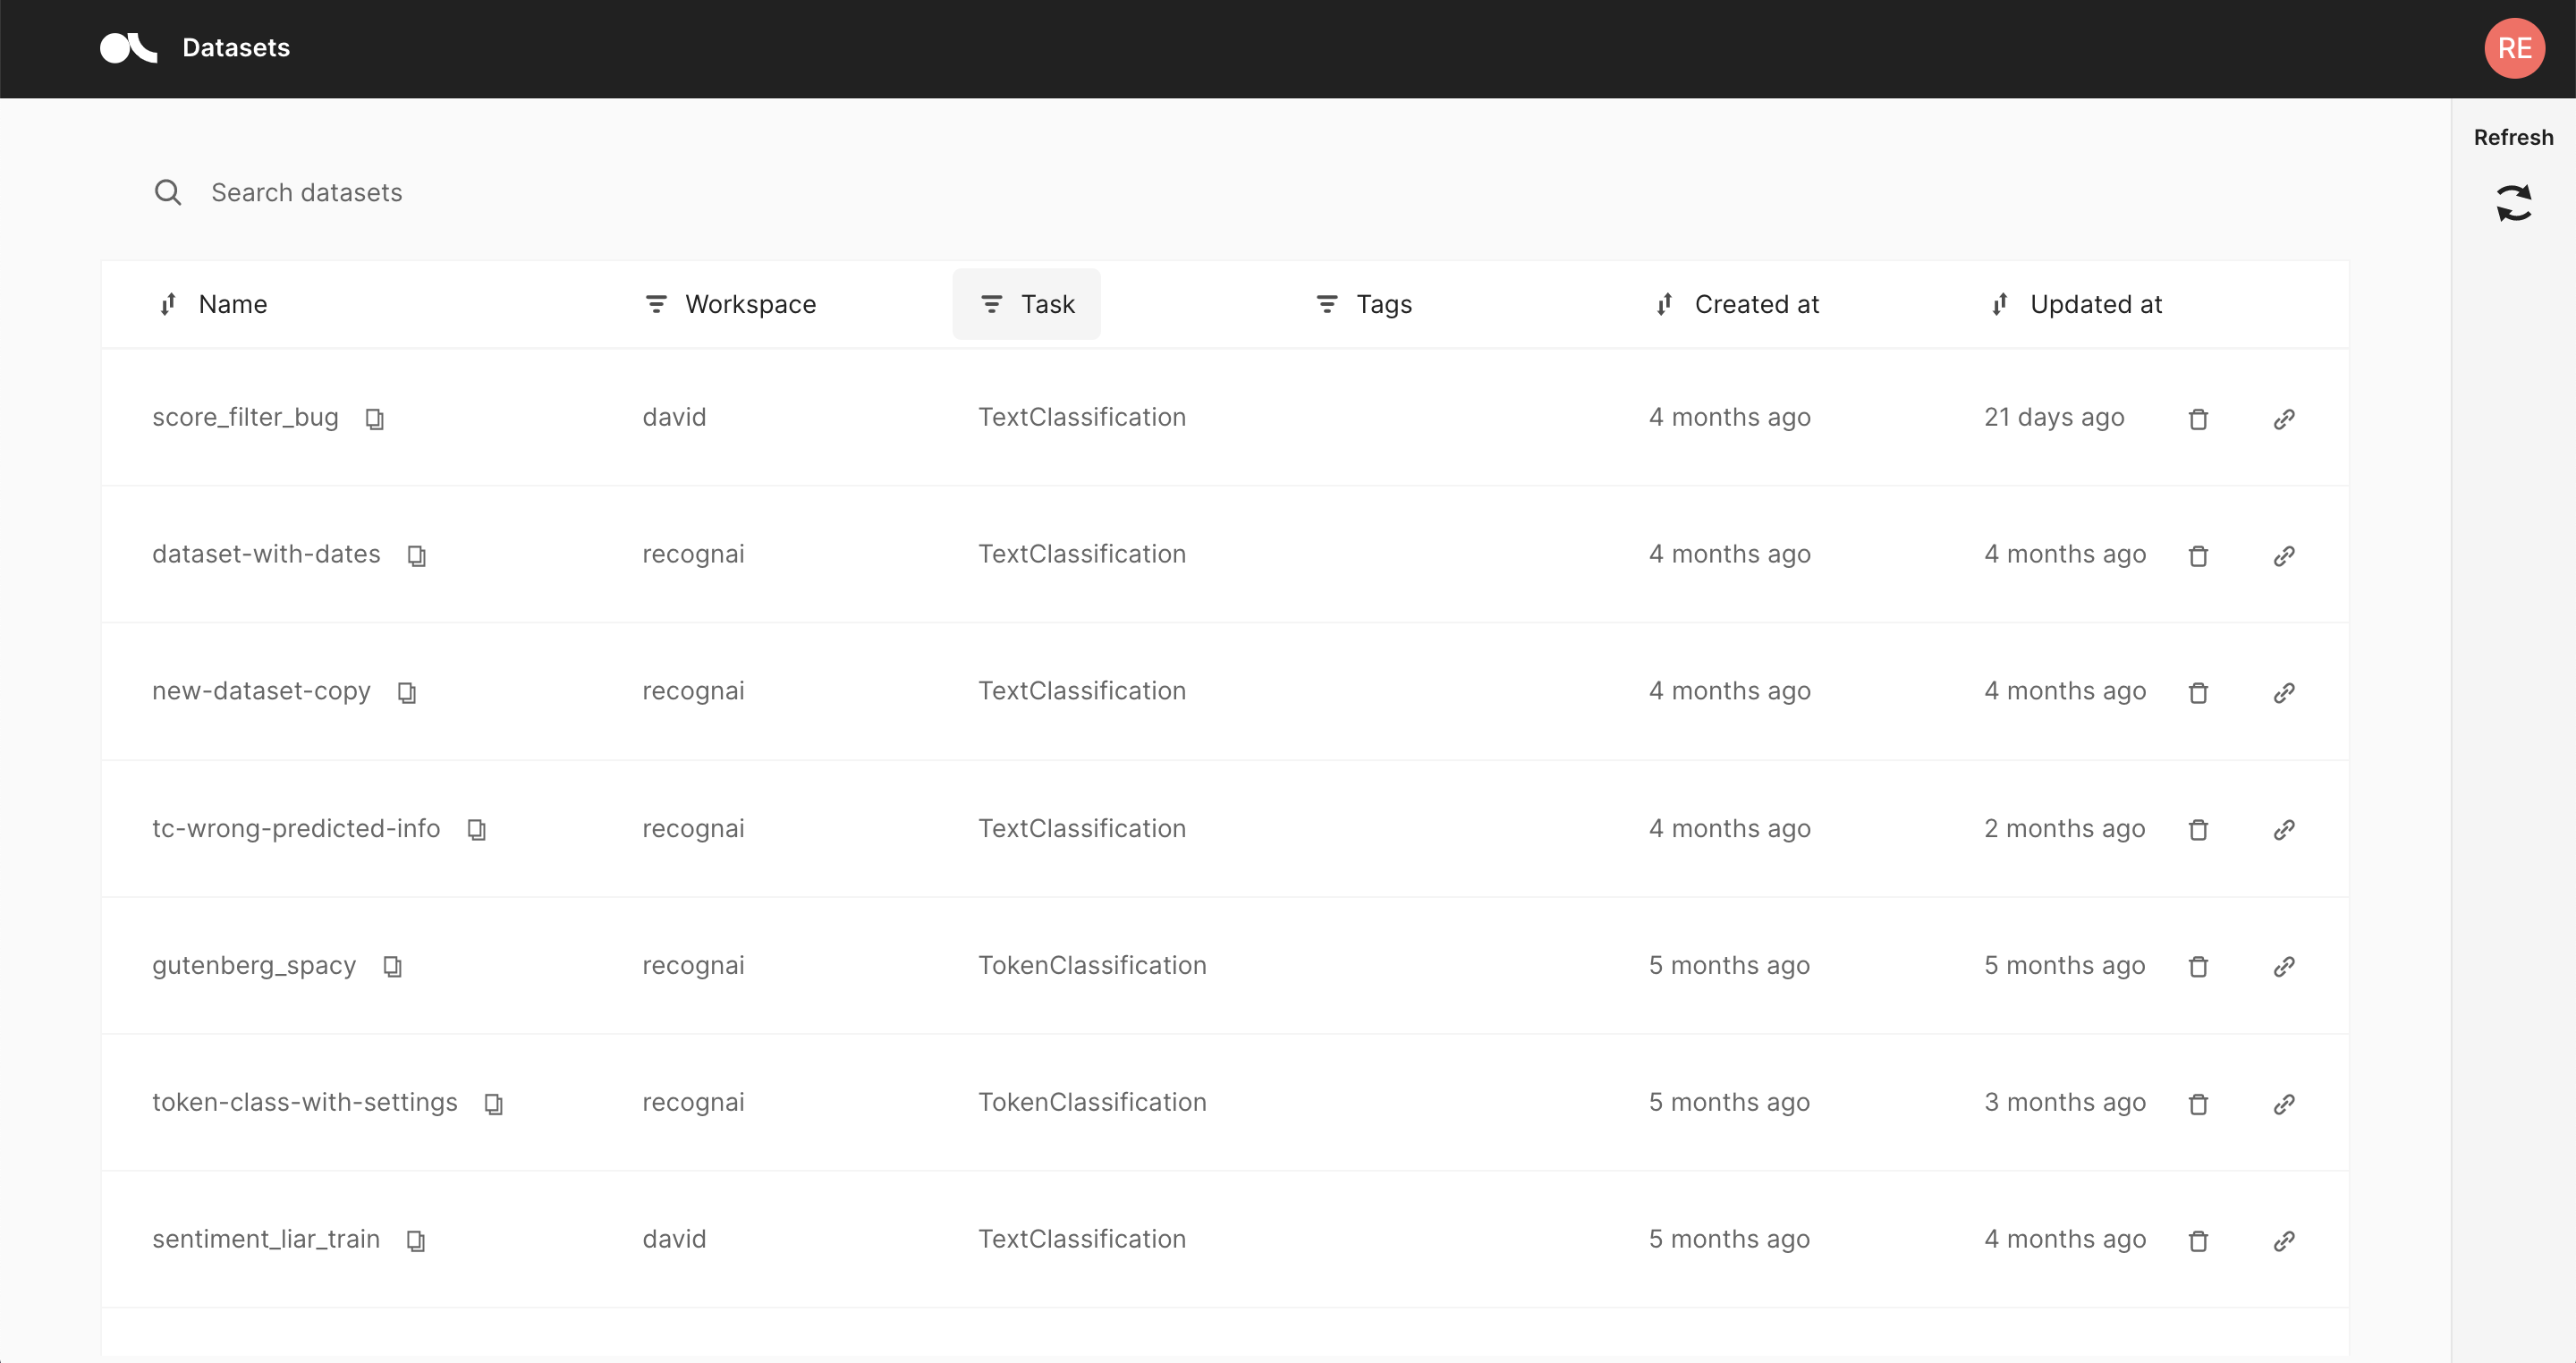 Datasets
RE
Refresh
Search datasets
Name Workspace Task Tags Created at Updated at
score_filter_bug david TextClassification 4 months ago 21 days ago
dataset-with-dates recognai TextClassification 4 months ago 4 months ago
new-dataset-copy recognai TextClassification 4 months ago 4 months ago
tc-wrong-predicted-info recognai TextClassification 4 months ago 2 months ago
gutenberg_spacy recognai TokenClassification 5 months ago 5 months ago
token-class-with-settings recognai TokenClassification 5 months ago 3 months ago
sentiment_liar_train david TextClassification 5 months ago 4 months ago